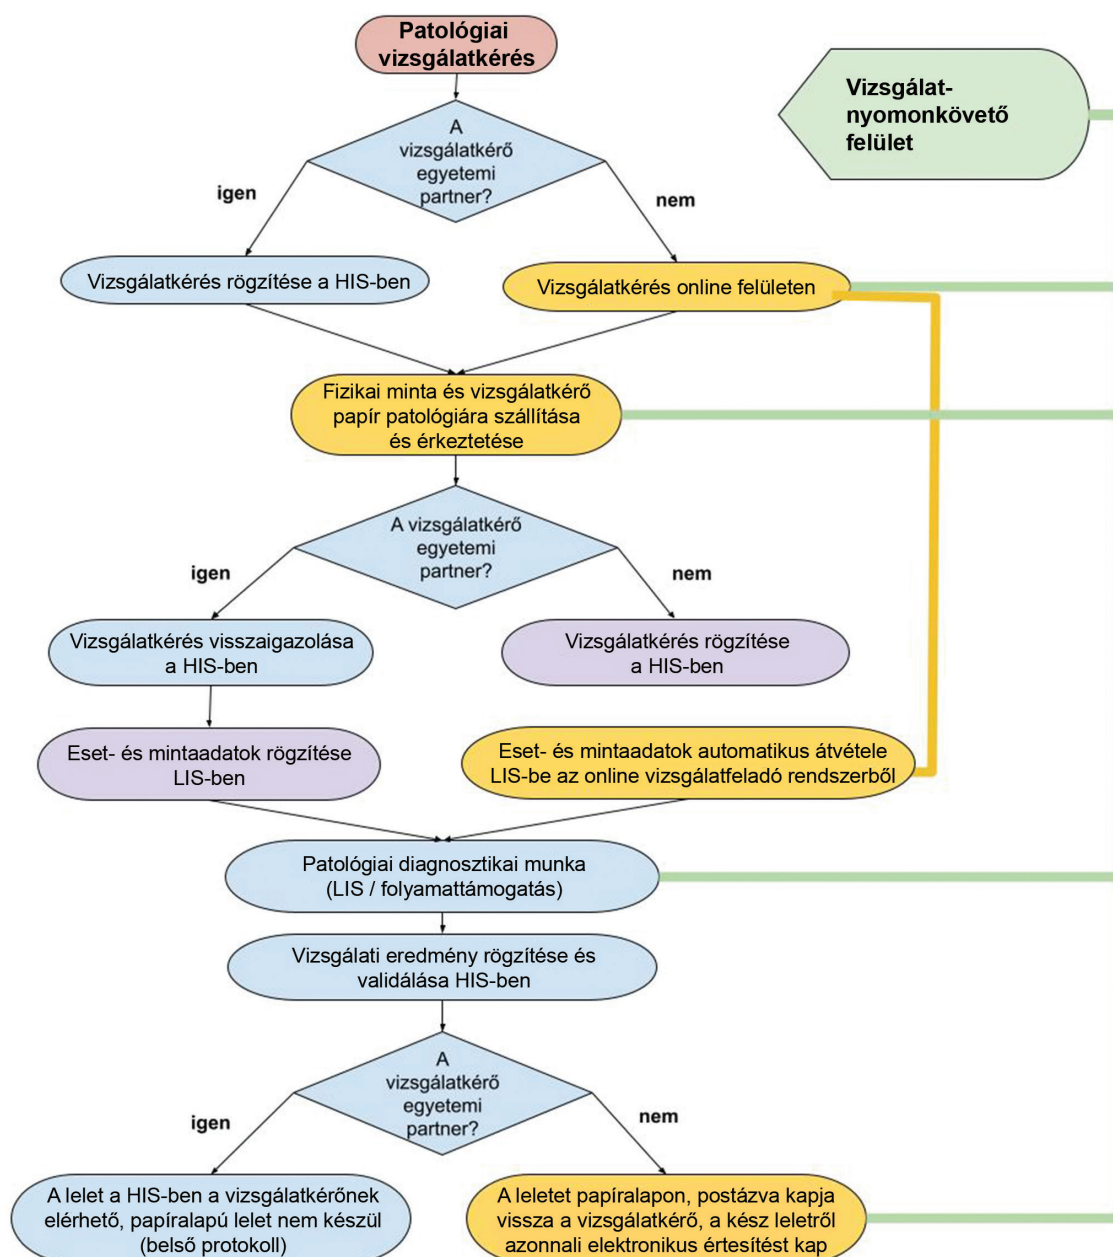 Patológiai
vizsgálatkérés
Vizsgálat-
nyomonkövető
felület
A
vizsgálatkérő
egyetemi
partner?
igen
nem
Vizsgálatkérés rögzítése a HIS-ben
Vizsgálatkérés online felületen
Fizikai minta és vizsgálatkérő
papír patológiára szállítása
és érkeztetése
A vizsgálatkérő
egyetemi
partner?
igen
nem
Vizsgálatkérés visszaigazolása
a HIS-ben
Vizsgálatkérés rögzítése
a HIS-ben
Eset- és mintaadatok rögzítése
LIS-ben
Eset- és mintaadatok automatikus átvétele
LIS-be az online vizsgálatfeladó rendszerből
Patológiai diagnosztikai munka
(LIS / folyamattámogatás)
Vizsgálati eredmény rögzítése és
validálása HIS-ben
A
vizsgálatkérő
egyetemi
partner?
igen
nem
A lelet a HIS-ben a vizsgálatkérőnek
elérhető, papíralapú lelet nem készül
(belső protokoll)
A leletet papíralapon, postázva kapja
vissza a vizsgálatkérő, a kész leletről
azonnali elektronikus értesítést kap